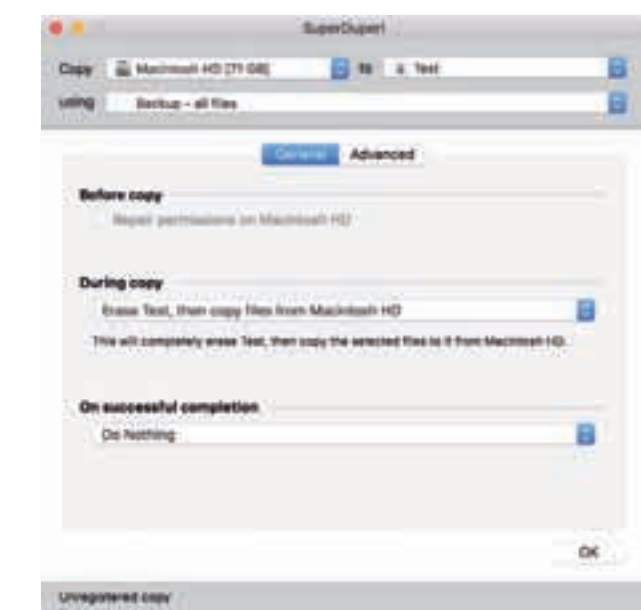 SuperDuper!
Copy Macintosh HD [71 GB] to Test
using Backup - all files
General Advanced
Before copy
Repair permissions on Macintosh HD
During copy
Erase Test, then copy files from Macintosh HD
This will completely erase Test, then copy the selected files to it from Macintosh HD.
On successful completion
Do Nothing
OK
Unregistered copy